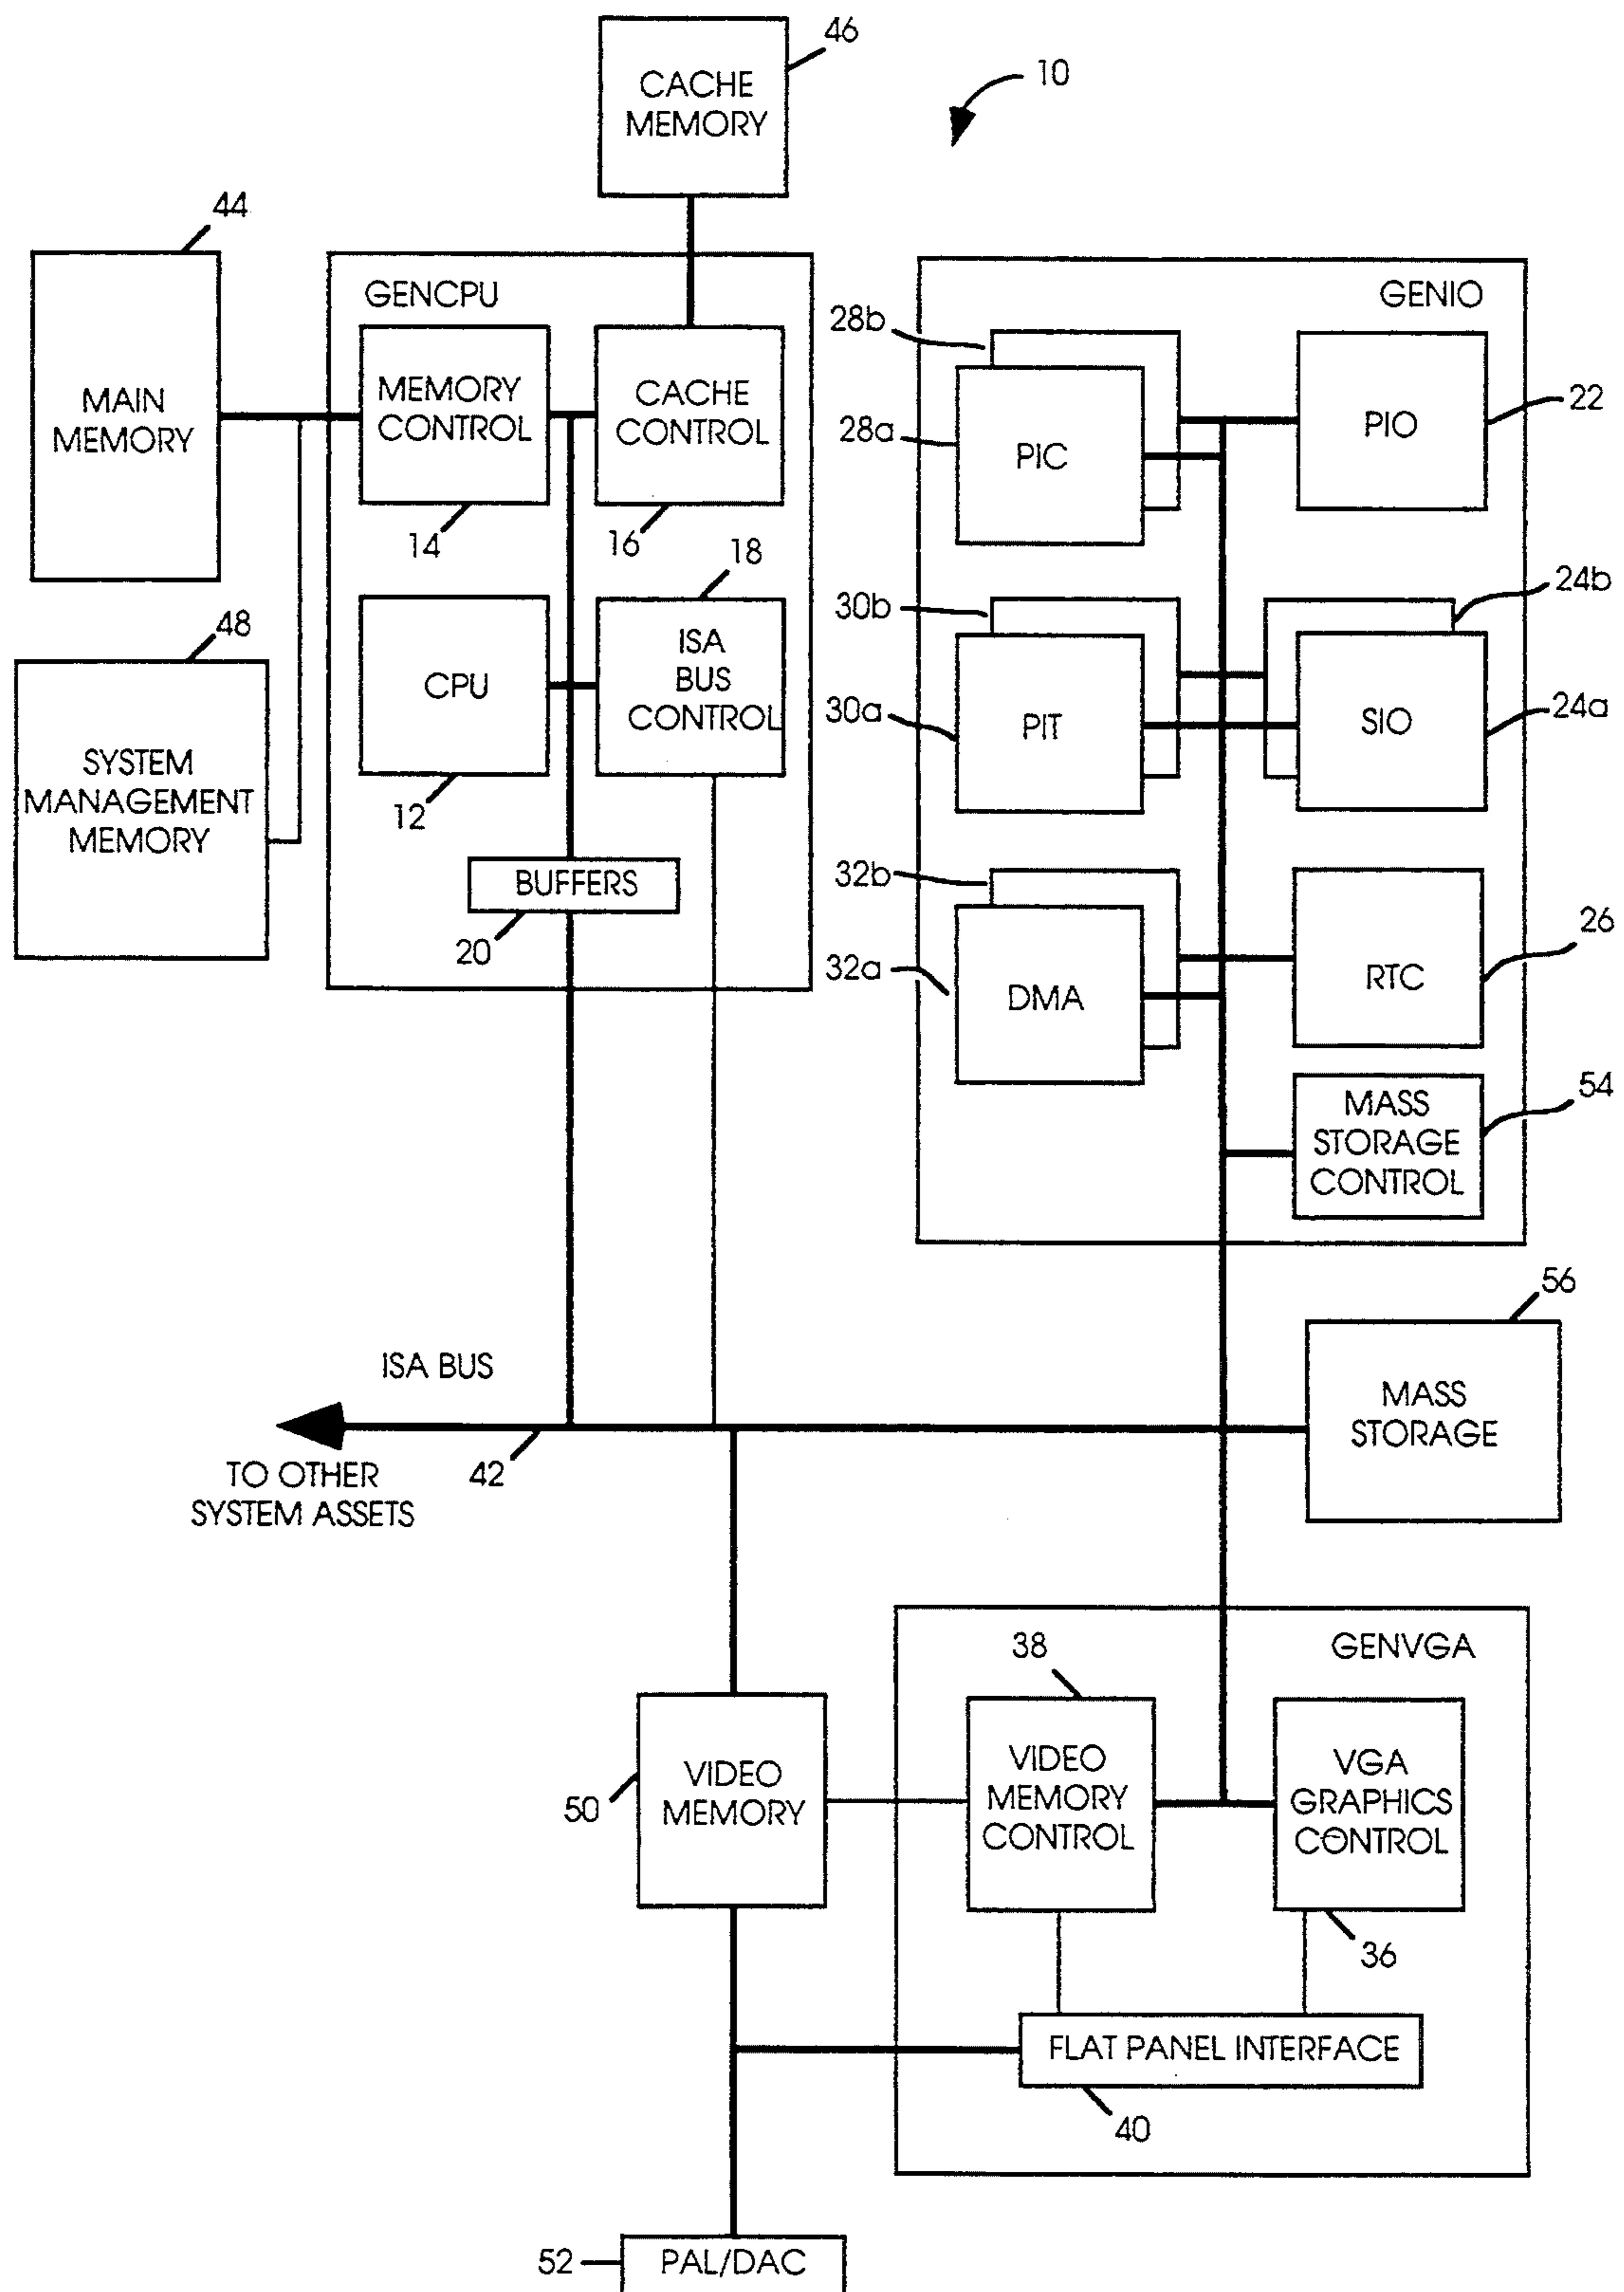 46
CACHE
MEMORY
10
44
MAIN
MEMORY
GENCPU
MEMORY
CONTROL
14
CACHE
CONTROL
16
18
CPU
12
ISA
BUS
CONTROL
BUFFERS
20
48
SYSTEM
MANAGEMENT
MEMORY
GENIO
28b
28a
PIC
PIO
22
30b
30a
PIT
24b
SIO
24a
32b
32a
DMA
RTC
26
MASS
STORAGE
CONTROL
54
56
MASS
STORAGE
ISA BUS
42
TO OTHER
SYSTEM ASSETS
50
VIDEO
MEMORY
GENVGA
38
VIDEO
MEMORY
CONTROL
VGA
GRAPHICS
CONTROL
36
FLAT PANEL INTERFACE
40
52
PAL/DAC